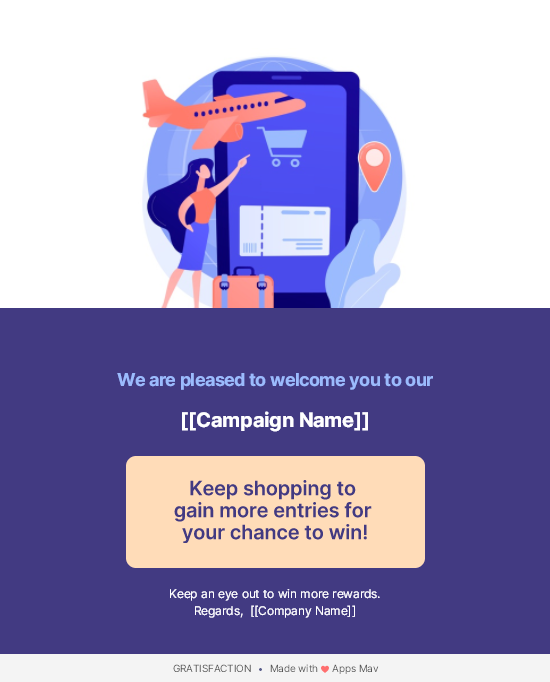 We are pleased to welcome you to our
[[Campaign Name]]
Keep shopping to
gain more entries for
your chance to win!
Keep an eye out to win more rewards.
Regards, [[Company Name]]
GRATISFACTION • Made with ❤ Apps Mav